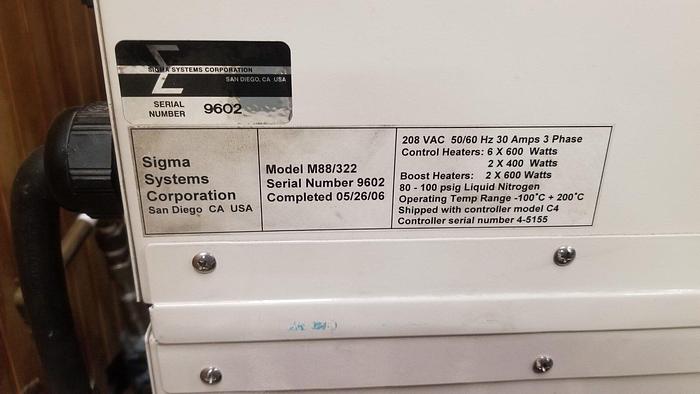 SIGMA SYSTEMS CORPORATION
SAN DIEGO, CA USA
SERIAL
NUMBER 9602
Sigma
Systems
Corporation
San Diego CA USA
Model M88/322
Serial Number 9602
Completed 05/26/06
208 VAC 50/60 Hz 30 Amps 3 Phase
Control Heaters: 6 X 600 Watts
2 X 400 Watts
Boost Heaters: 2 X 600 Watts
80 - 100 psig Liquid Nitrogen
Operating Temp Range -100˚C + 200˚C
Shipped with controller model C4
Controller serial number 4-5155